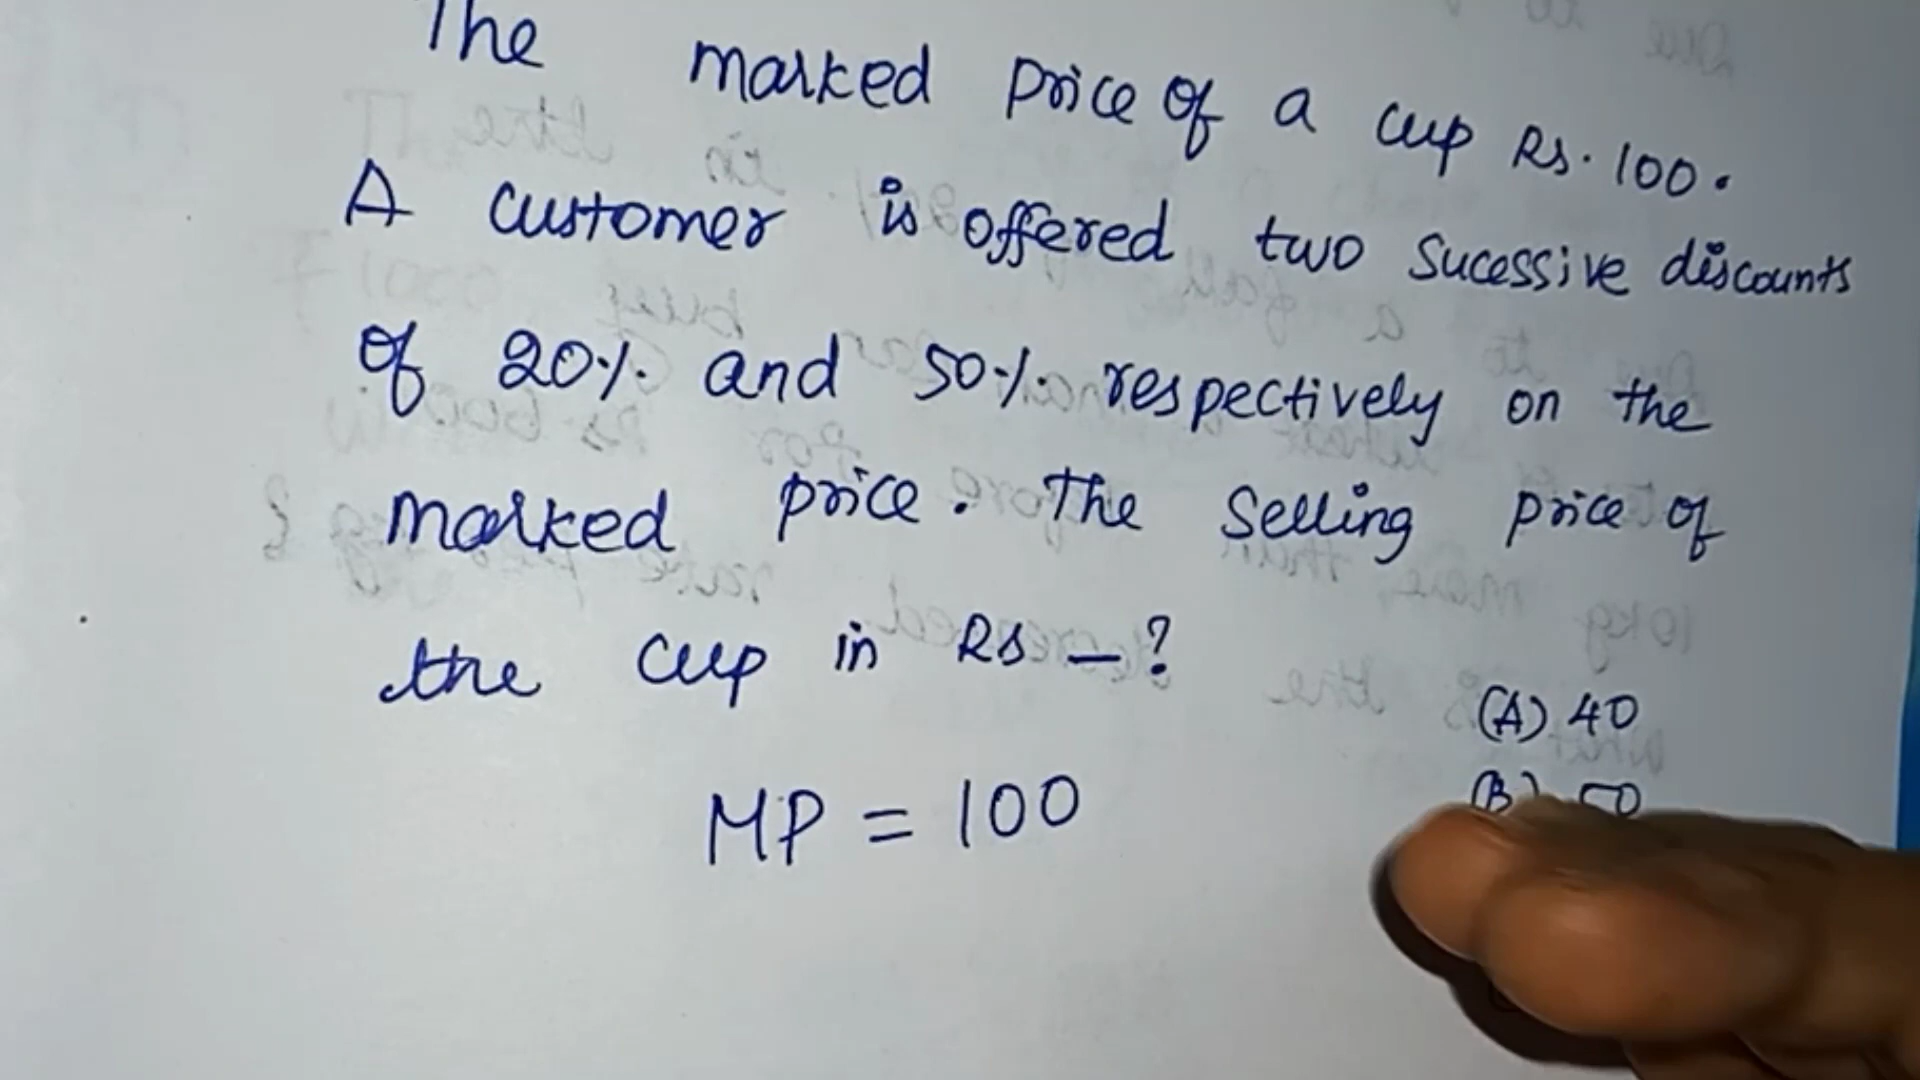 The marked price of a cup Rs. 100.
A customer is offered two sucessive discounts
of 20% and 50% respectively on the
marked price. The selling price of
the cup in Rs _?
(A) 40
(B) 50
MP = 100